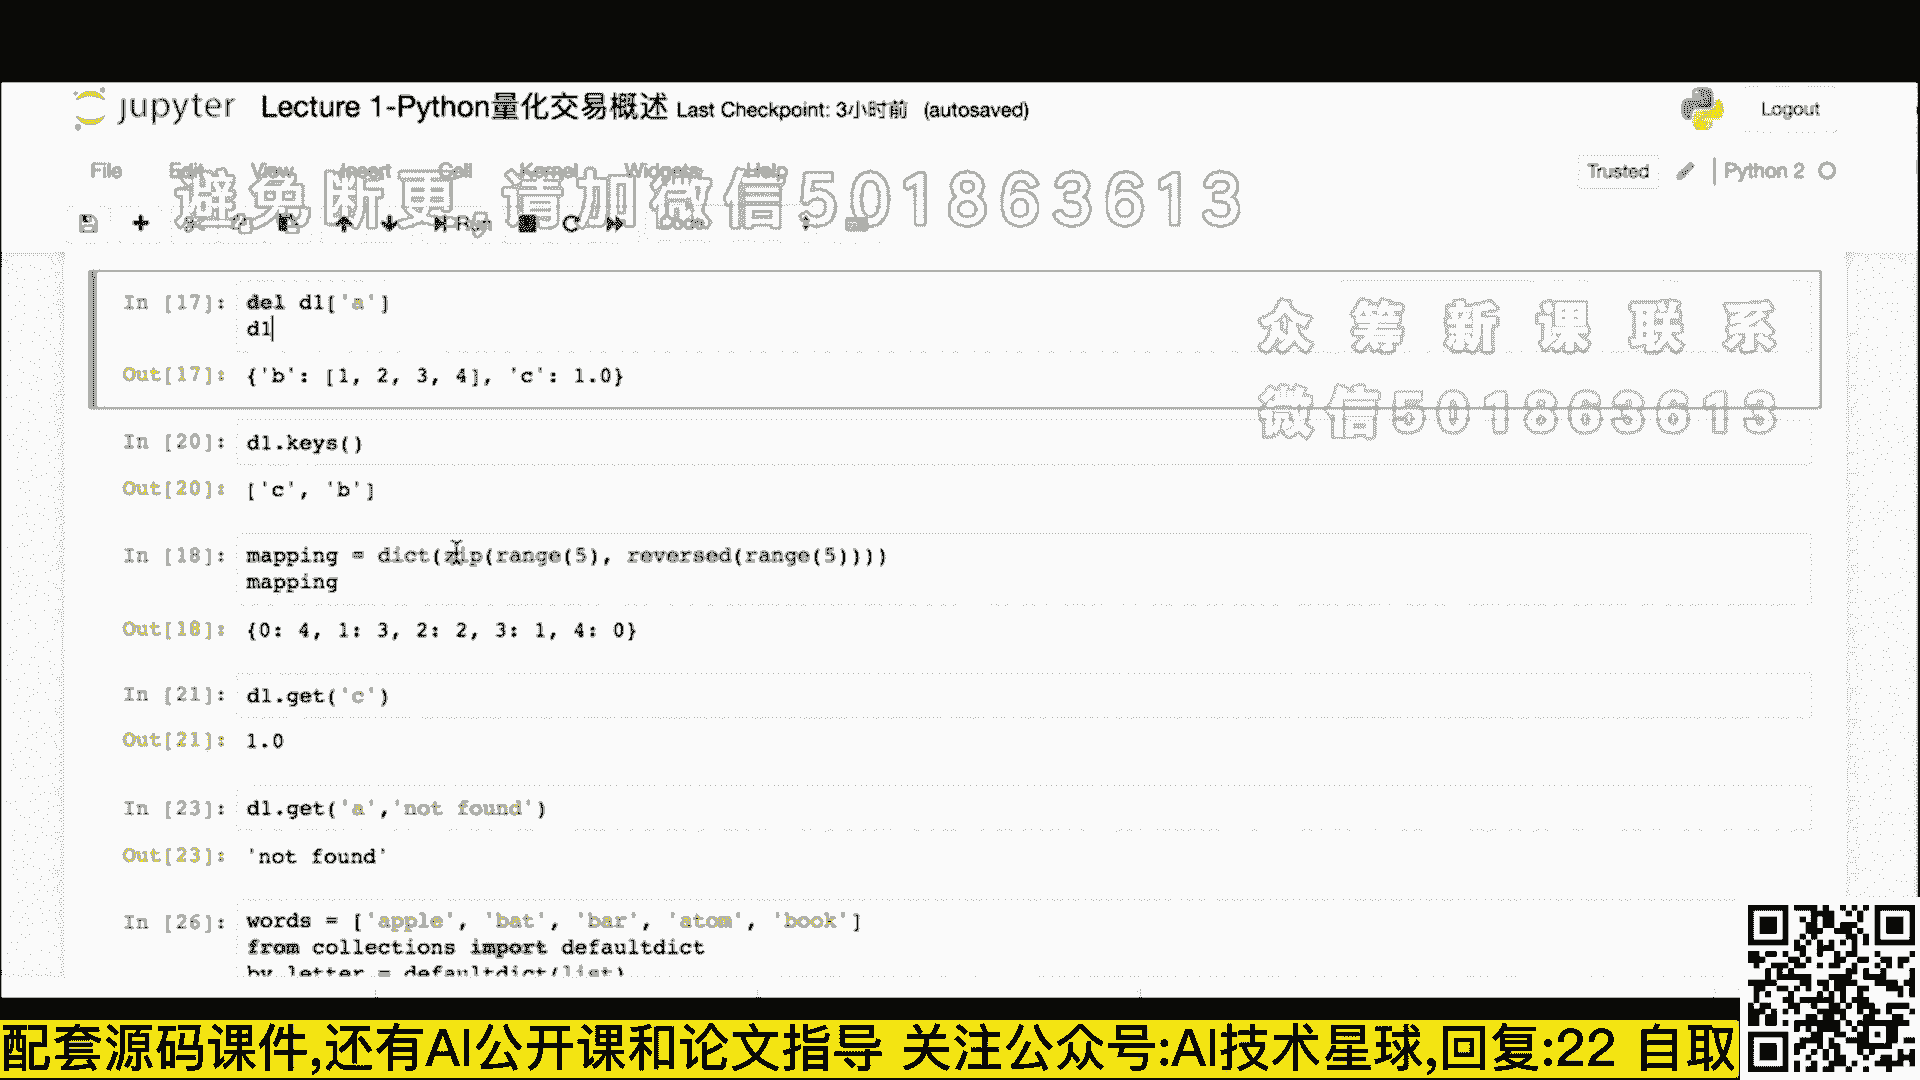 jupyter Lecture 1-Python量化交易概述 Last Checkpoint: 3小时前 (autosaved) Logout
File Edit View Insert Cell Kernel Widgets Help Trusted Python 2
避免断更,请加微信501863613
Run Code
In [17]: del dl['a']
dl
众筹新课联系
Out[17]: {'b': [1, 2, 3, 4], 'c': 1.0}
微信501863613
In [20]: dl.keys()
Out[20]: ['c', 'b']
In [18]: mapping = dict(zip(range(5), reversed(range(5))))
mapping
Out[18]: {0: 4, 1: 3, 2: 2, 3: 1, 4: 0}
In [21]: dl.get('c')
Out[21]: 1.0
In [23]: dl.get('a','not found')
Out[23]: 'not found'
In [26]: words = ['apple', 'bat', 'bar', 'atom', 'book']
from collections import defaultdict
by_letter = defaultdict(list)
配套源码课件,还有AI公开课和论文指导 关注公众号:AI技术星球,回复:22 自取